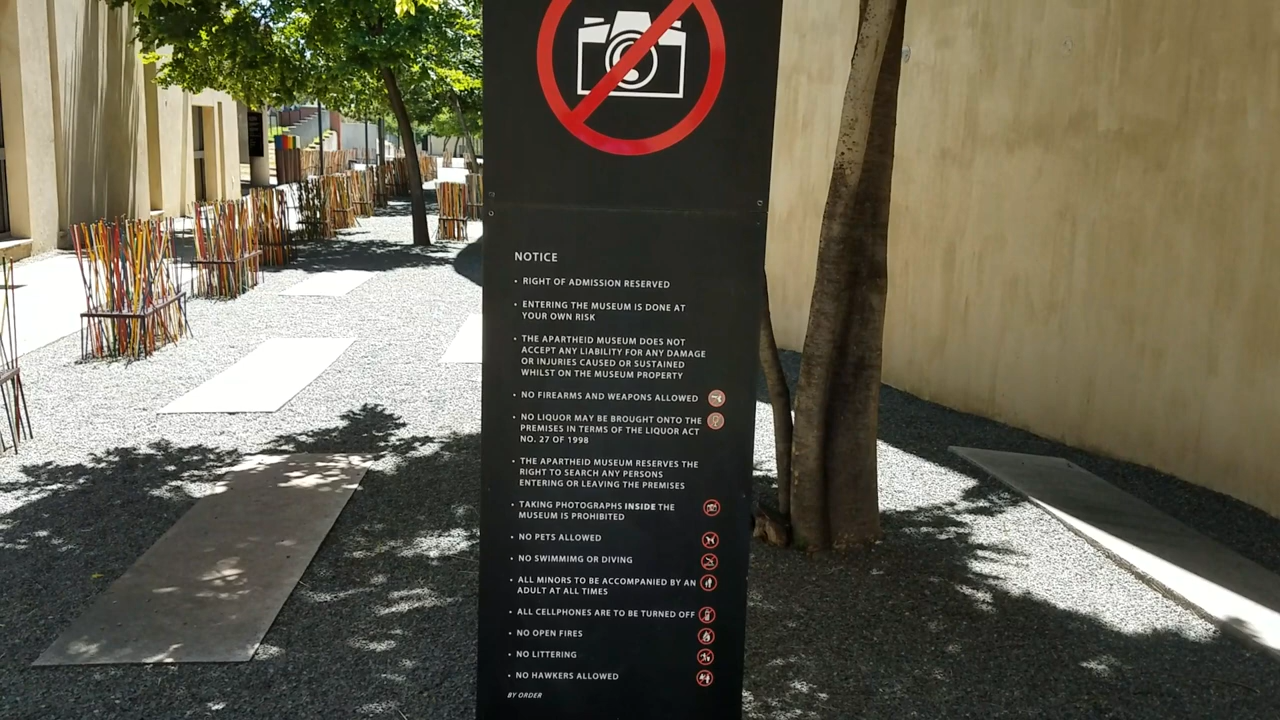 NOTICE
• RIGHT OF ADMISSION RESERVED
• ENTERING THE MUSEUM IS DONE AT
YOUR OWN RISK
• THE APARTHEID MUSEUM DOES NOT
ACCEPT ANY LIABILITY FOR ANY DAMAGE
OR INJURIES CAUSED OR SUSTAINED
WHILST ON THE MUSEUM PROPERTY
• NO FIREARMS AND WEAPONS ALLOWED
• NO LIQUOR MAY BE BROUGHT ONTO THE
PREMISES IN TERMS OF THE LIQUOR ACT
NO. 27 OF 1998
• THE APARTHEID MUSEUM RESERVES THE
RIGHT TO SEARCH ANY PERSONS
ENTERING OR LEAVING THE PREMISES
• TAKING PHOTOGRAPHS INSIDE THE
MUSEUM IS PROHIBITED
• NO PETS ALLOWED
• NO SWIMMIMG OR DIVING
• ALL MINORS TO BE ACCOMPANIED BY AN
ADULT AT ALL TIMES
• ALL CELLPHONES ARE TO BE TURNED OFF
• NO OPEN FIRES
• NO LITTERING
• NO HAWKERS ALLOWED
BY ORDER